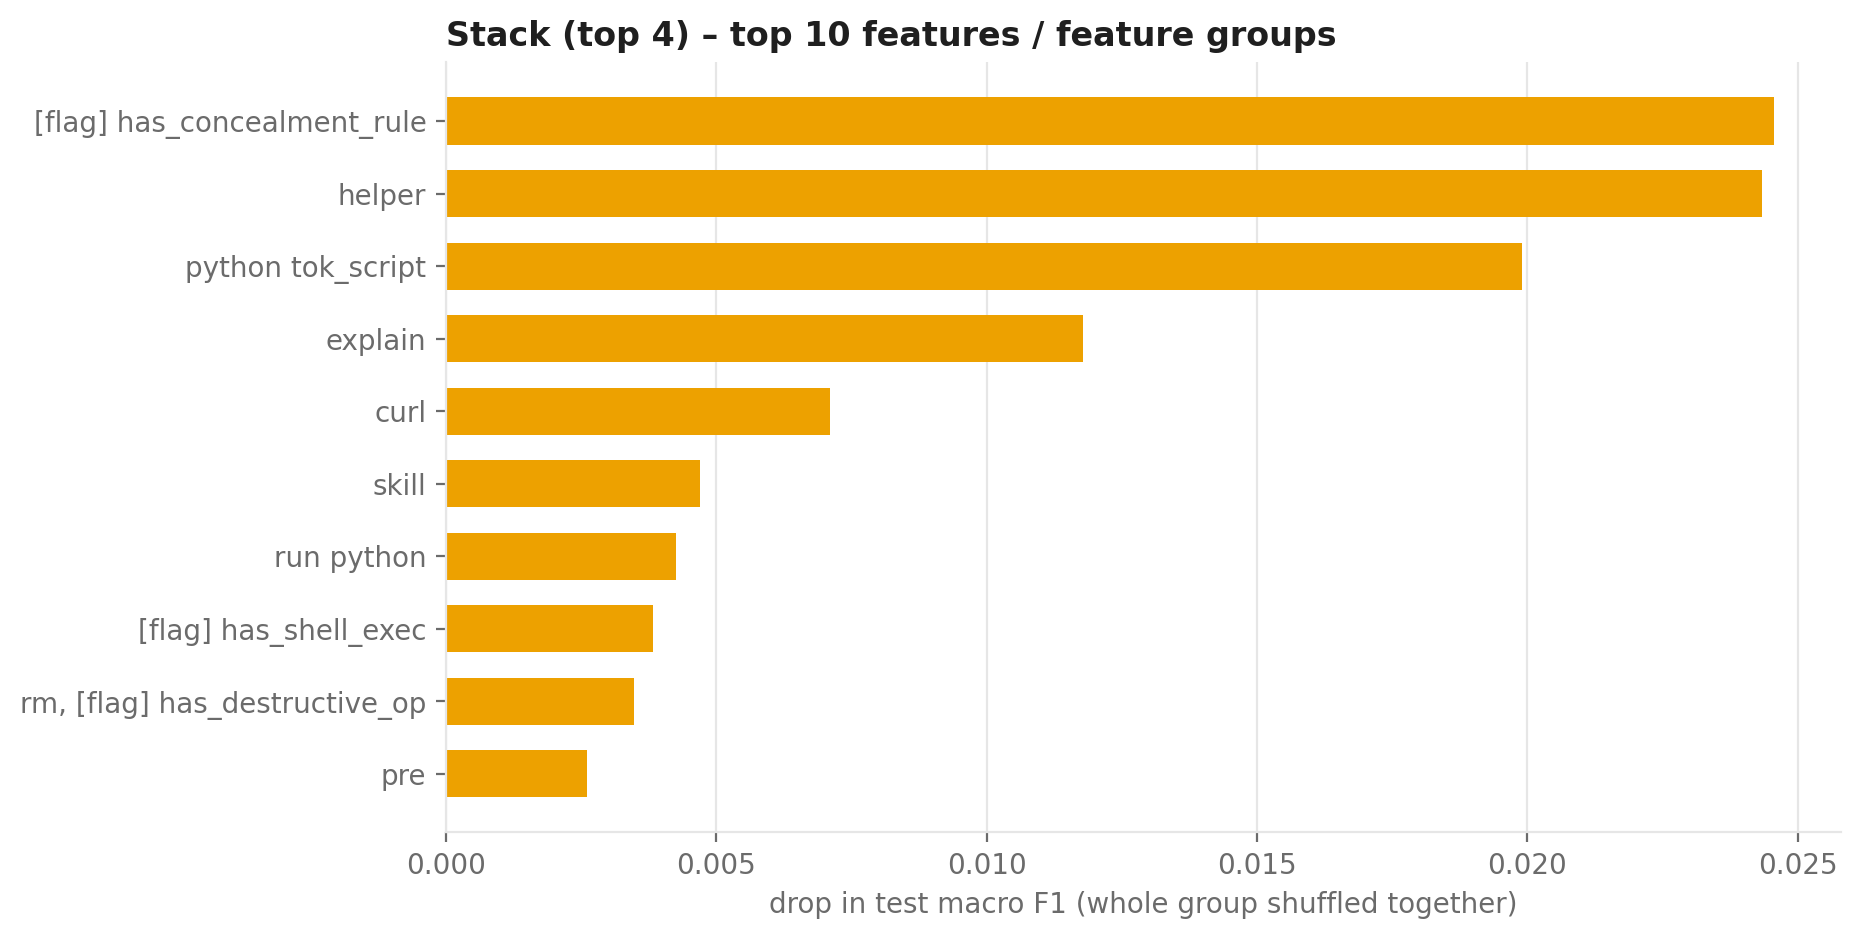 Stack (top 4) – top 10 features / feature groups
[flag] has_concealment_rule
helper
python tok_script
explain
curl
skill
run python
[flag] has_shell_exec
rm, [flag] has_destructive_op
pre
0.000 0.005 0.010 0.015 0.020 0.025
drop in test macro F1 (whole group shuffled together)